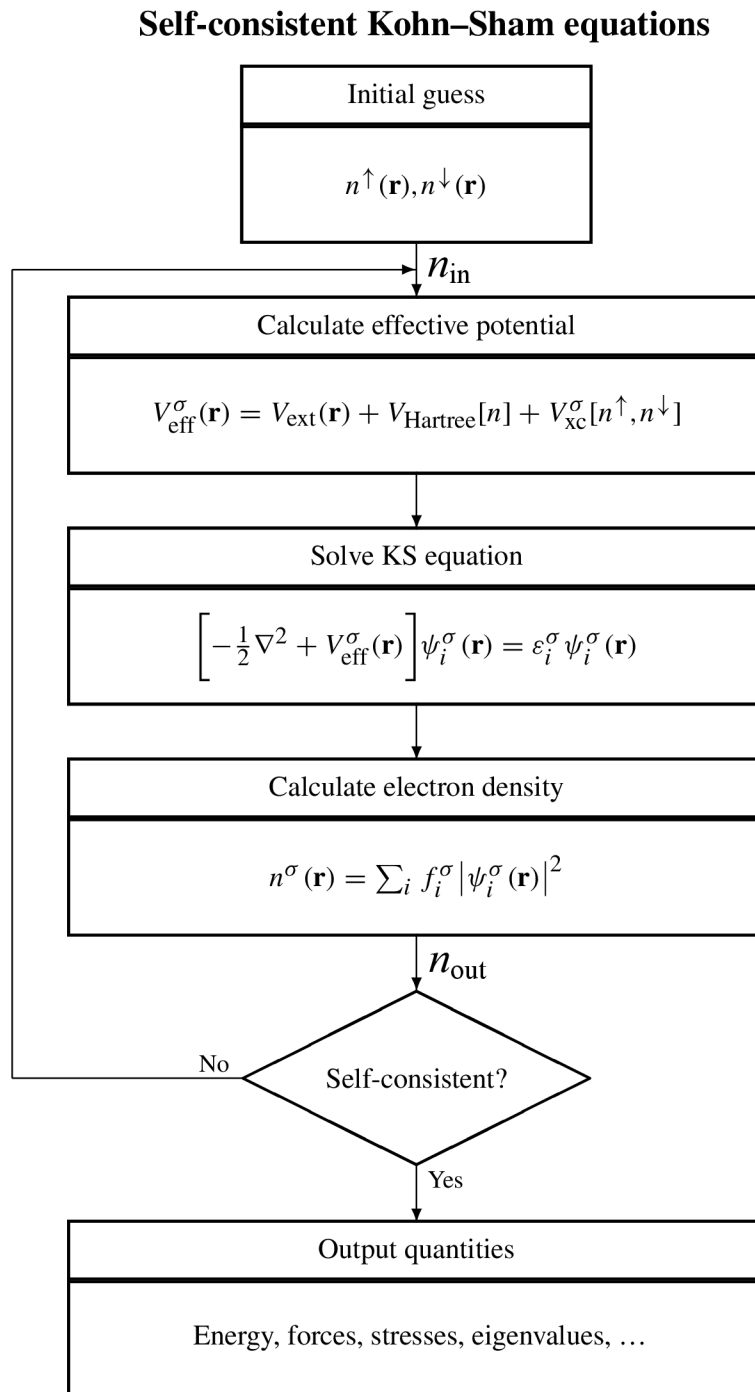 Self-consistent Kohn–Sham equations
Initial guess
n↑(r), n↓(r)
n_in
Calculate effective potential
V_eff^σ(r) = V_ext(r) + V_Hartree[n] + V_xc^σ[n↑, n↓]
Solve KS equation
[−½∇² + V_eff^σ(r)]ψ_i^σ(r) = ε_i^σ ψ_i^σ(r)
Calculate electron density
n^σ(r) = ∑_i f_i^σ |ψ_i^σ(r)|²
n_out
No
Self-consistent?
Yes
Output quantities
Energy, forces, stresses, eigenvalues, …